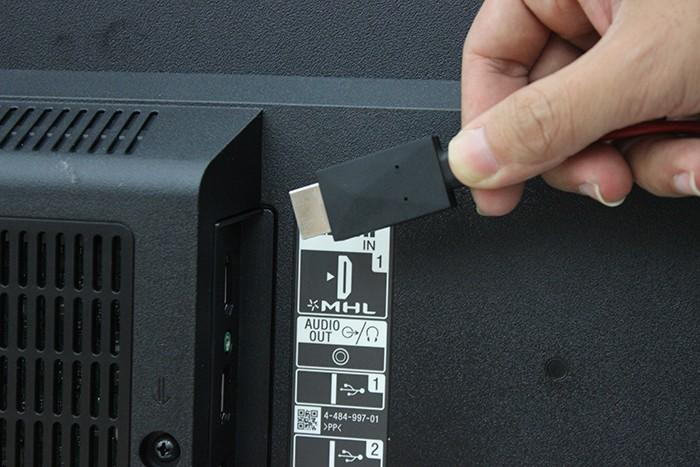 IN
1
MHL
AUDIO
OUT
1
4-484-997-01
>PP<
2